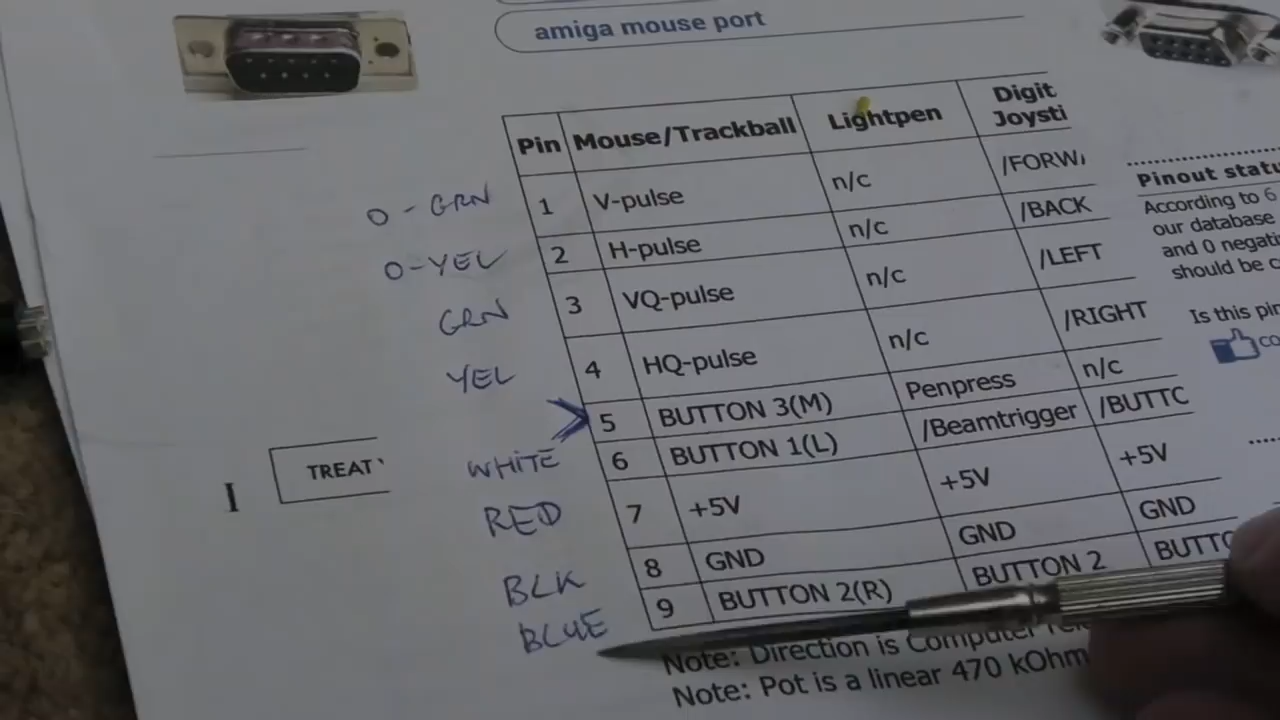 amiga mouse port
Pin Mouse/Trackball Lightpen Digit Joysti
O-GRN 1 V-pulse n/c /FORW
O-YEL 2 H-pulse n/c /BACK
GRN 3 VQ-pulse n/c /LEFT
YEL 4 HQ-pulse n/c /RIGHT
> 5 BUTTON 3(M) Penpress n/c
WHITE 6 BUTTON 1(L) /Beamtrigger /BUTTC
RED 7 +5V +5V +5V
BLK 8 GND GND GND
BLUE 9 BUTTON 2(R) BUTTON 2 BUTTC
Note: Direction is Computer rel
Note: Pot is a linear 470 kOhm
I TREAT
Pinout statu
According to 6
our database
and 0 negati
should be c
Is this pin
co